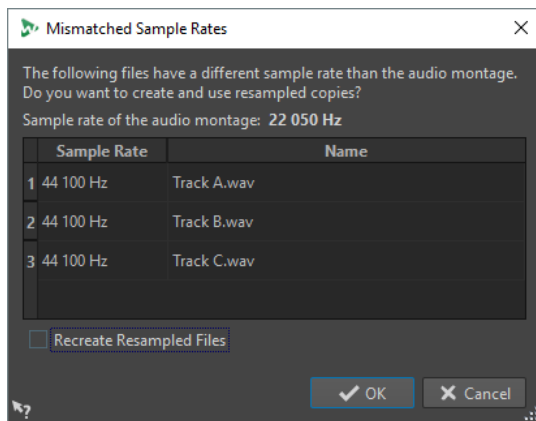 Mismatched Sample Rates
The following files have a different sample rate than the audio montage.
Do you want to create and use resampled copies?
Sample rate of the audio montage: 22 050 Hz
Sample Rate Name
1 44 100 Hz Track A.wav
2 44 100 Hz Track B.wav
3 44 100 Hz Track C.wav
Recreate Resampled Files
OK Cancel
?